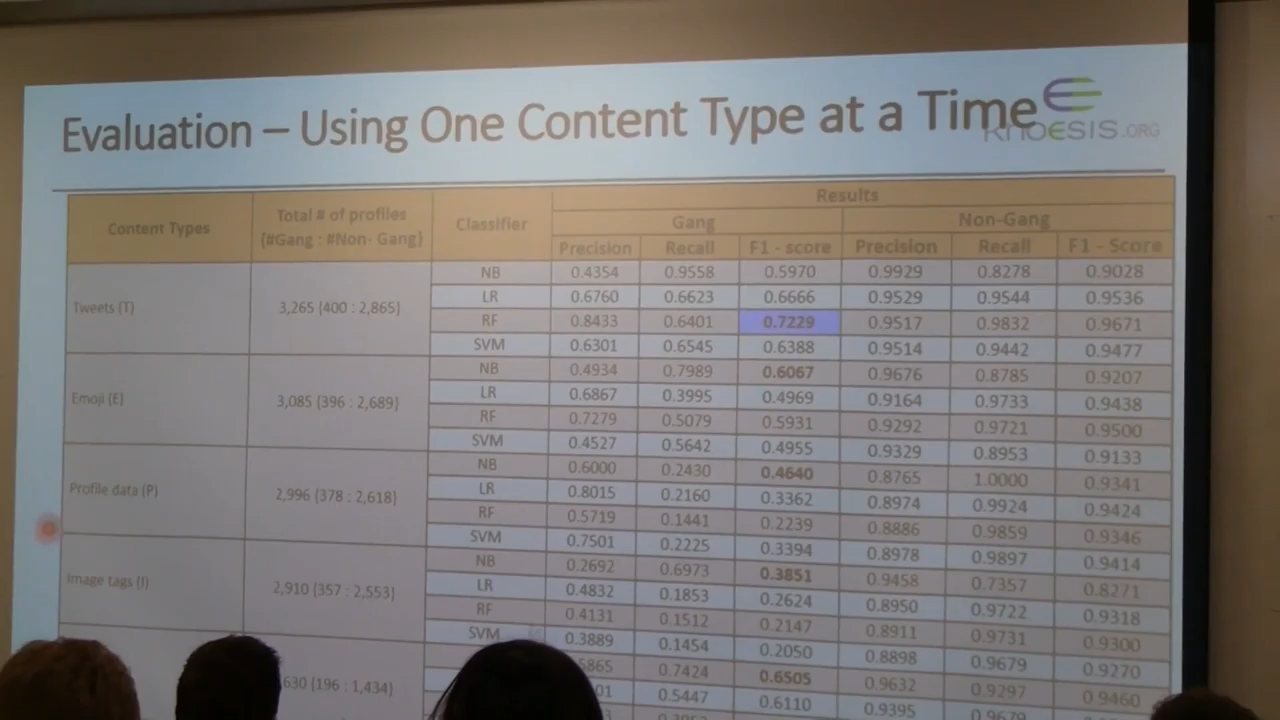 Evaluation – Using One Content Type at a Time
KNOESIS.ORG
Content Types Total # of profiles (#Gang : #Non- Gang) Classifier Results
Gang Non-Gang
Precision Recall F1 - score Precision Recall F1 - Score
Tweets (T) 3,265 (400 : 2,865)
NB 0.4354 0.9558 0.5970 0.9929 0.8278 0.9028
LR 0.6760 0.6623 0.6666 0.9529 0.9544 0.9536
RF 0.8433 0.6401 0.7229 0.9517 0.9832 0.9671
SVM 0.6301 0.6545 0.6388 0.9514 0.9442 0.9477
Emoji (E) 3,085 (396 : 2,689)
NB 0.4934 0.7989 0.6067 0.9676 0.8785 0.9207
LR 0.6867 0.3995 0.4969 0.9164 0.9733 0.9438
RF 0.7279 0.5079 0.5931 0.9292 0.9721 0.9500
SVM 0.4527 0.5642 0.4955 0.9329 0.8953 0.9133
Profile data (P) 2,996 (378 : 2,618)
NB 0.6000 0.2430 0.4640 0.8765 1.0000 0.9341
LR 0.8015 0.2160 0.3362 0.8974 0.9924 0.9424
RF 0.5719 0.1441 0.2239 0.8886 0.9859 0.9346
SVM 0.7501 0.2225 0.3394 0.8978 0.9897 0.9414
Image tags (I) 2,910 (357 : 2,553)
NB 0.2692 0.6973 0.3851 0.9458 0.7357 0.8271
LR 0.4832 0.1853 0.2624 0.8950 0.9722 0.9318
RF 0.4131 0.1512 0.2147 0.8911 0.9731 0.9300
SVM 0.3889 0.1454 0.2050 0.8898 0.9679 0.9270
630 (196 : 1,434)
5865 0.7424 0.6505 0.9632 0.9297 0.9460
01 0.5447 0.6110 0.9395